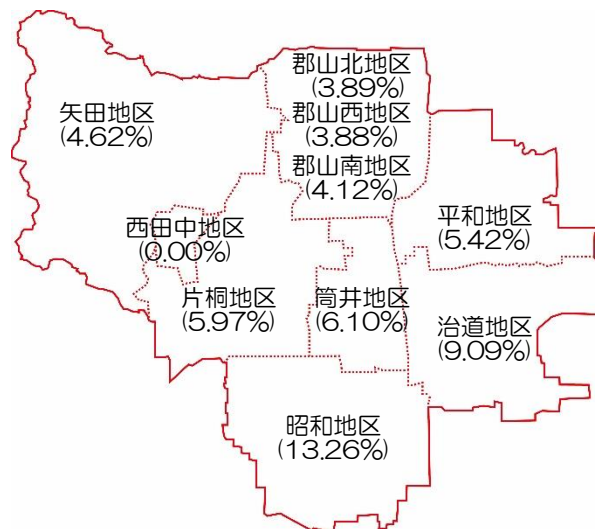 郡山北地区
(3.89%)
矢田地区
(4.62%)
郡山西地区
(3.88%)
郡山南地区
(4.12%)
平和地区
(5.42%)
西田中地区
(0.00%)
片桐地区
(5.97%)
筒井地区
(6.10%)
治道地区
(9.09%)
昭和地区
(13.26%)